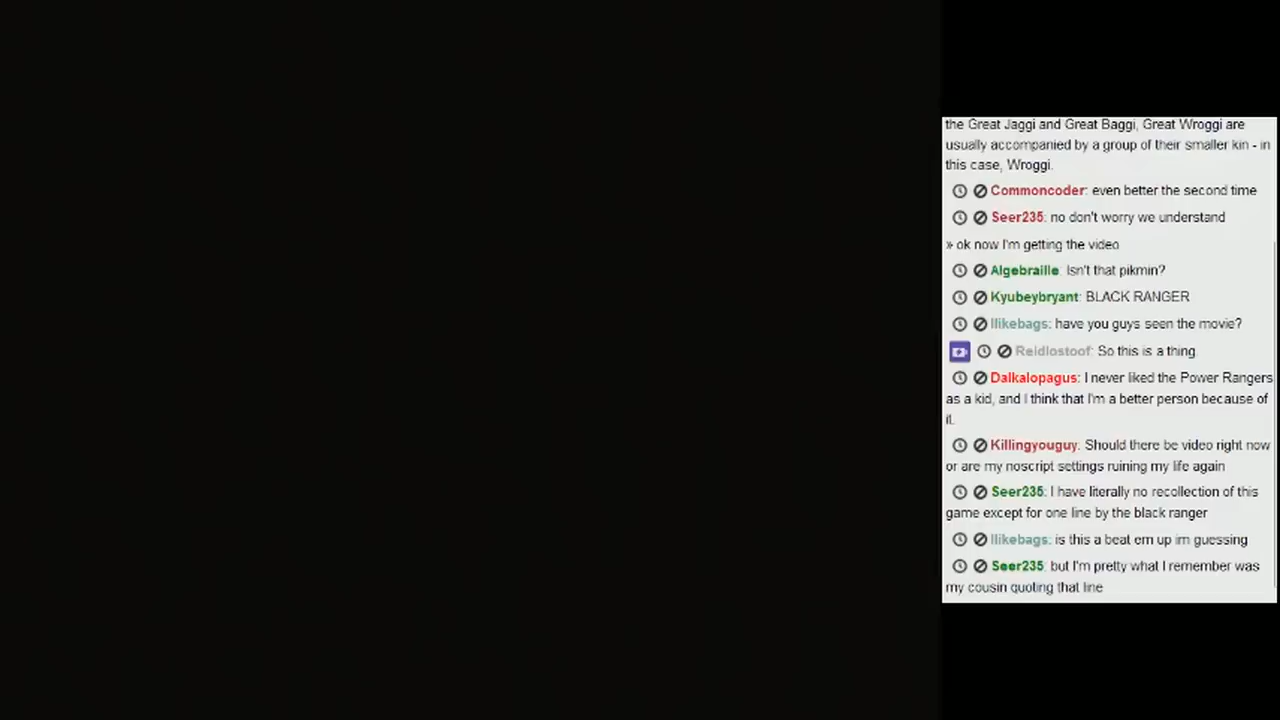 the Great Jaggi and Great Baggi, Great Wroggi are
usually accompanied by a group of their smaller kin - in
this case, Wroggi.
Commoncoder: even better the second time
Seer235: no don't worry we understand
» ok now I'm getting the video
Algebraille: Isn't that pikmin?
Kyubeybryant: BLACK RANGER
Ilikebags: have you guys seen the movie?
Reidlostoof: So this is a thing.
Dalkalopagus: I never liked the Power Rangers
as a kid, and I think that I'm a better person because of
it.
Killingyouguy: Should there be video right now
or are my noscript settings ruining my life again
Seer235: I have literally no recollection of this
game except for one line by the black ranger
Ilikebags: is this a beat em up im guessing
Seer235: but I'm pretty what I remember was
my cousin quoting that line